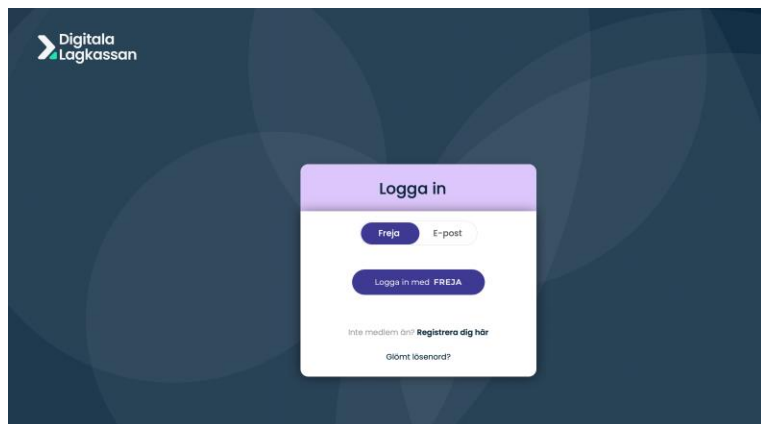 Digitala
Lagkassan
Logga in
Freja E-post
Logga in med FREJA
Inte medlem än? Registrera dig här
Glömt lösenord?